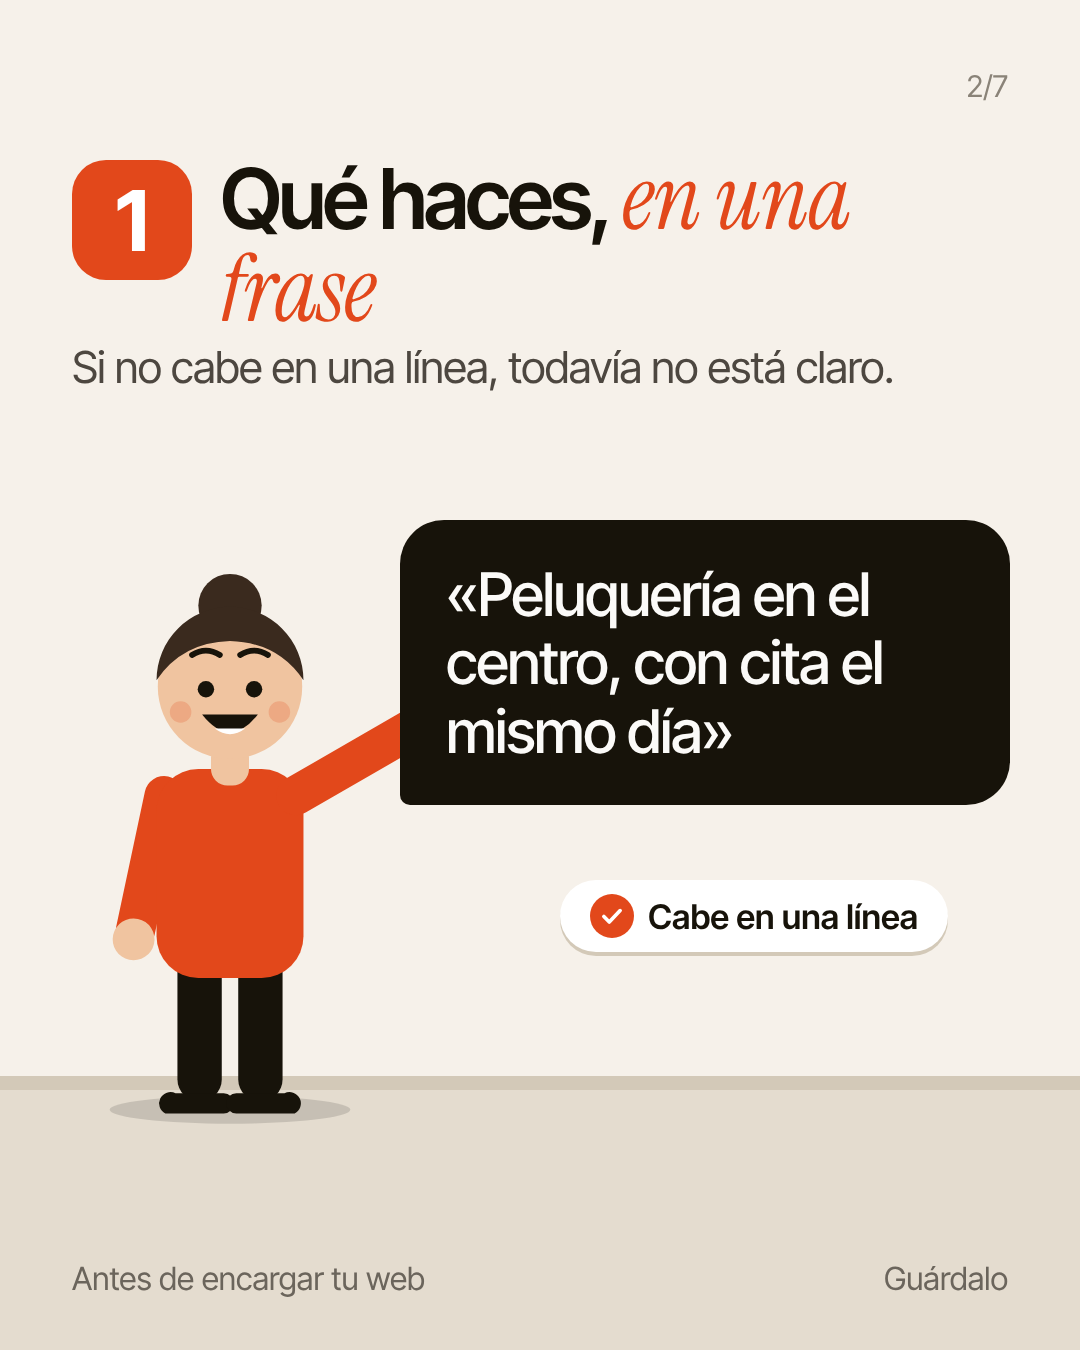 2/7
1
Qué haces, en una
frase
Si no cabe en una línea, todavía no está claro.
«Peluquería en el
centro, con cita el
mismo día»
Cabe en una línea
Antes de encargar tu web
Guárdalo